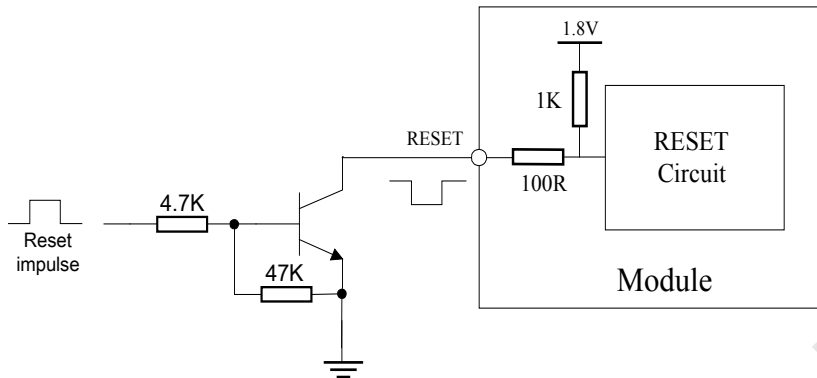 1.8V
1K
RESET
RESET
Circuit
100R
4.7K
Reset
impulse
47K
Module